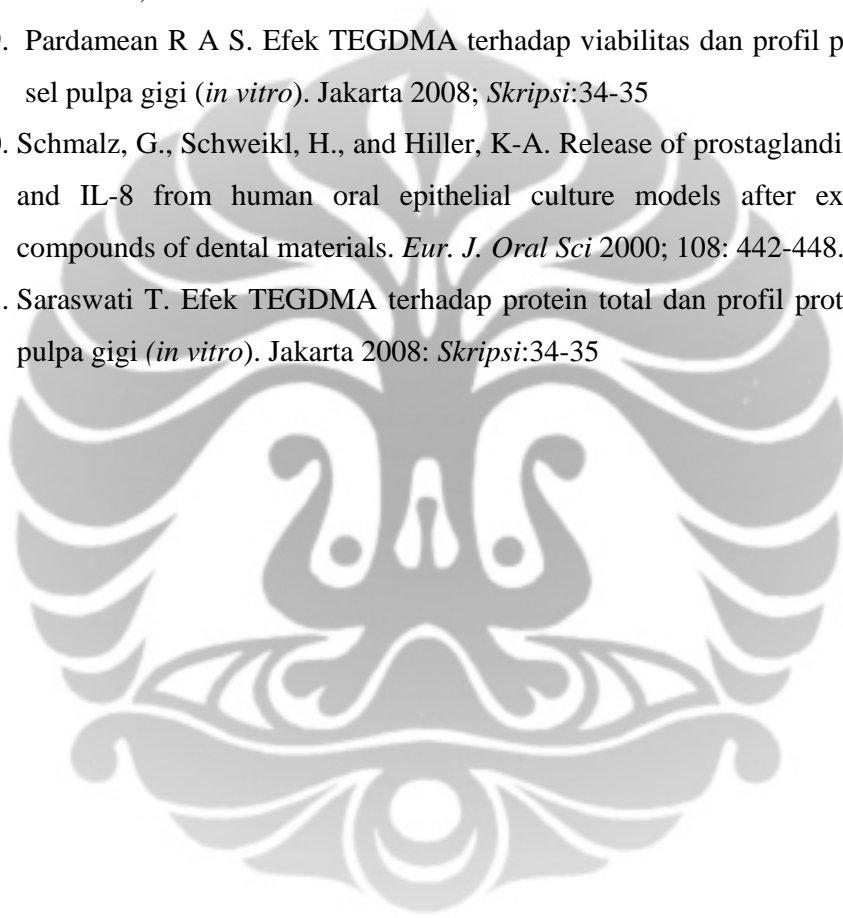 . Pardamean R A S. Efek TEGDMA terhadap viabilitas dan profil p
sel pulpa gigi (in vitro). Jakarta 2008; Skripsi:34-35
. Schmalz, G., Schweikl, H., and Hiller, K-A. Release of prostaglandi
and IL-8 from human oral epithelial culture models after ex
compounds of dental materials. Eur. J. Oral Sci 2000; 108: 442-448.
. Saraswati T. Efek TEGDMA terhadap protein total dan profil prot
pulpa gigi (in vitro). Jakarta 2008: Skripsi:34-35